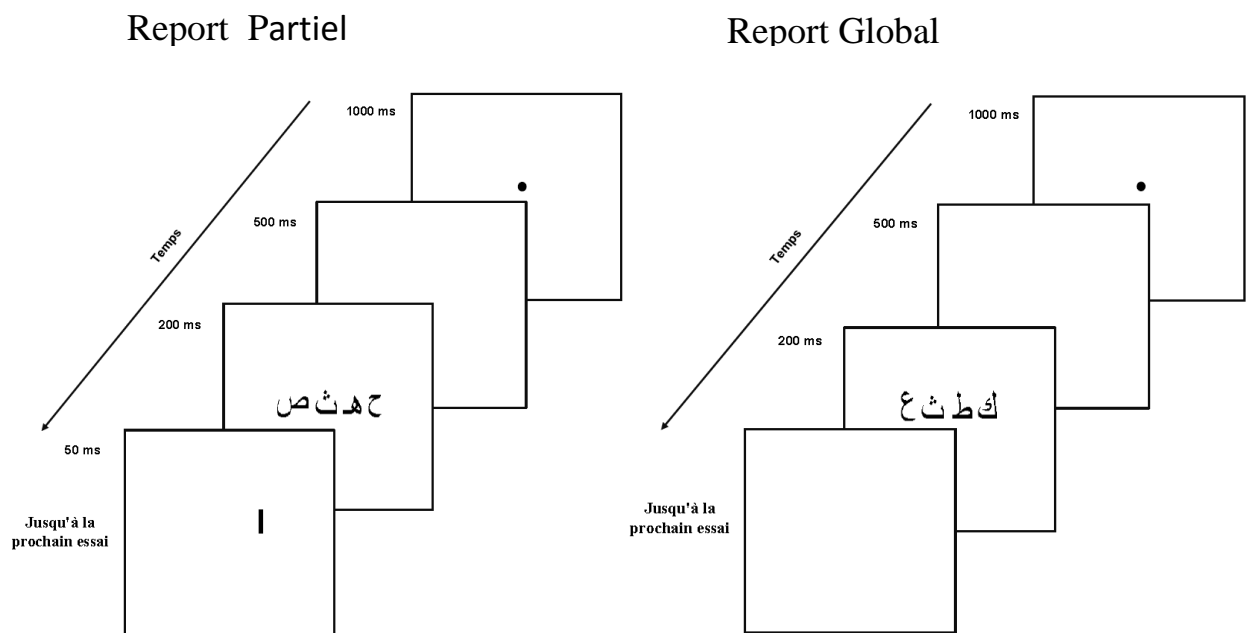 Report Partiel
1000 ms
500 ms
Temps
200 ms
ح هـ ث ص
50 ms
Jusqu'à la
prochain essai
Report Global
1000 ms
500 ms
Temps
200 ms
ك ط ث ع
Jusqu'à la
prochain essai